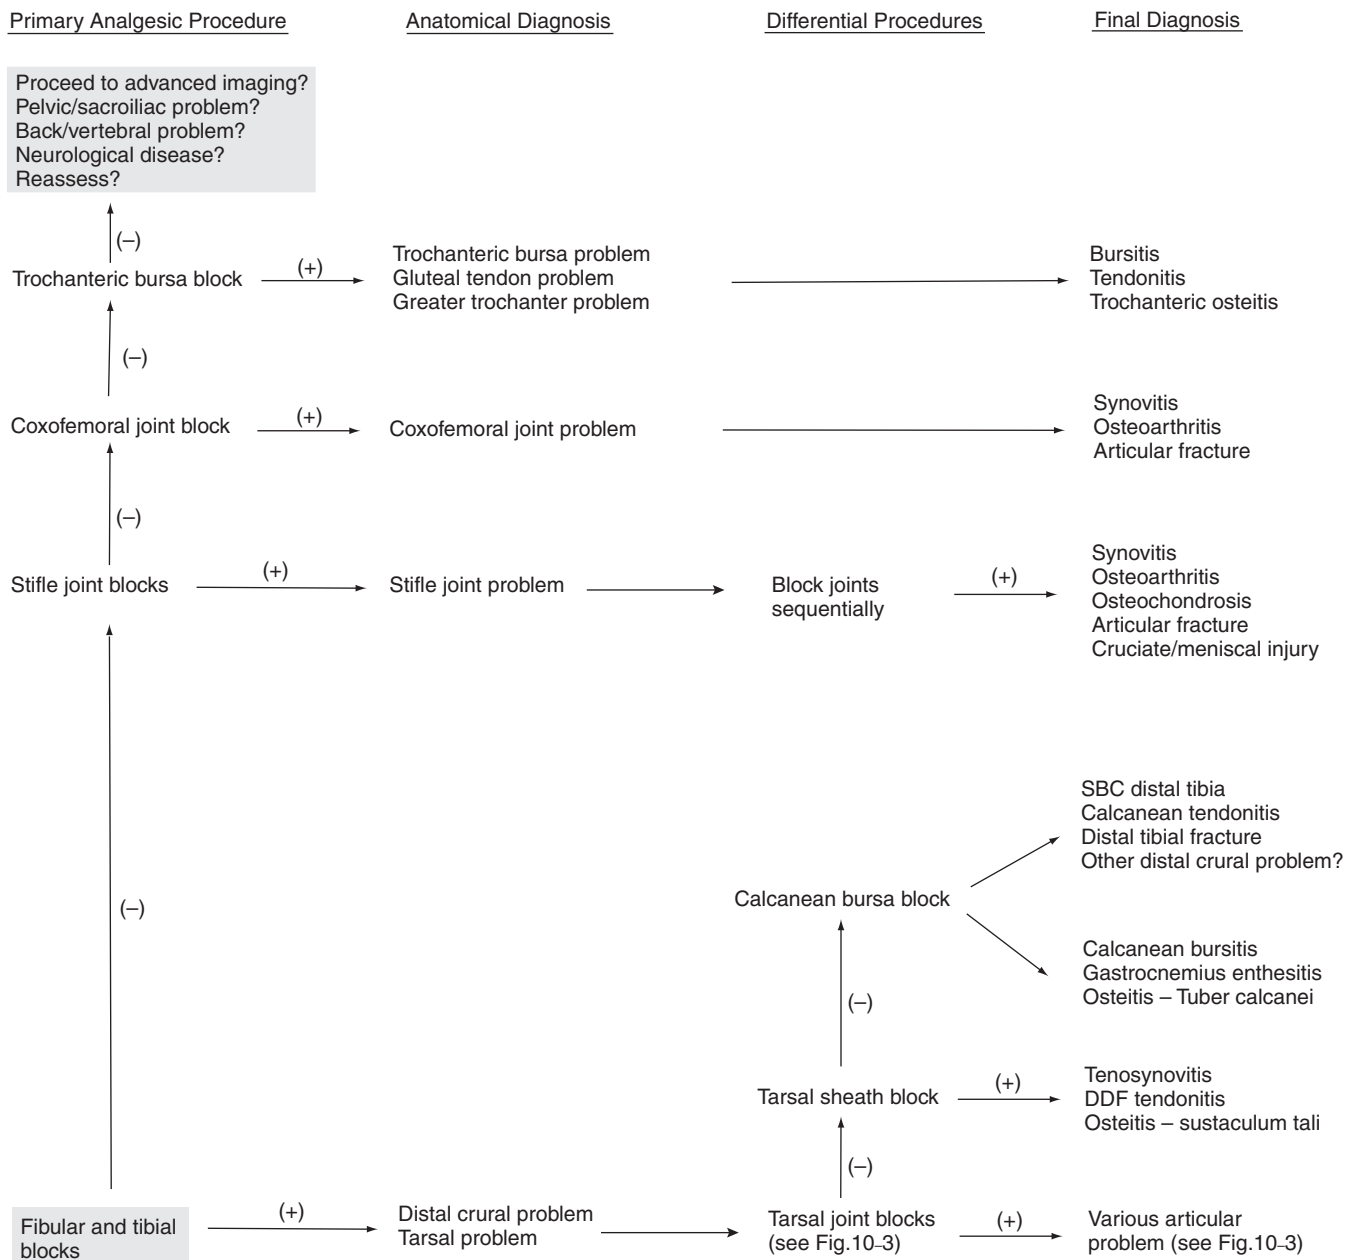 Primary Analgesic Procedure
Anatomical Diagnosis
Differential Procedures
Final Diagnosis
Proceed to advanced imaging?
Pelvic/sacroiliac problem?
Back/vertebral problem?
Neurological disease?
Reassess?
(–)
Trochanteric bursa block
(+)
Trochanteric bursa problem
Gluteal tendon problem
Greater trochanter problem
Bursitis
Tendonitis
Trochanteric osteitis
(–)
Coxofemoral joint block
(+)
Coxofemoral joint problem
Synovitis
Osteoarthritis
Articular fracture
(–)
Stifle joint blocks
(+)
Stifle joint problem
Block joints
sequentially
(+)
Synovitis
Osteoarthritis
Osteochondrosis
Articular fracture
Cruciate/meniscal injury
(–)
SBC distal tibia
Calcanean tendonitis
Distal tibial fracture
Other distal crural problem?
Calcanean bursa block
Calcanean bursitis
Gastrocnemius enthesitis
Osteitis – Tuber calcanei
(–)
Tarsal sheath block
(+)
Tenosynovitis
DDF tendonitis
Osteitis – sustaculum tali
(–)
Fibular and tibial
blocks
(+)
Distal crural problem
Tarsal problem
Tarsal joint blocks
(see Fig.10–3)
(+)
Various articular
problem (see Fig.10–3)